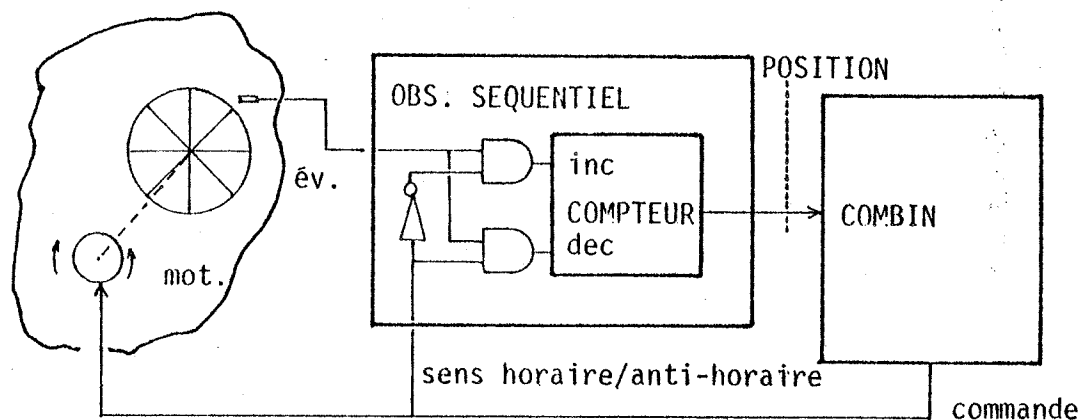 POSITION
OBS. SEQUENTIEL
év.
inc
COMPTEUR
COMBIN
dec
mot.
sens horaire/anti-horaire
commande